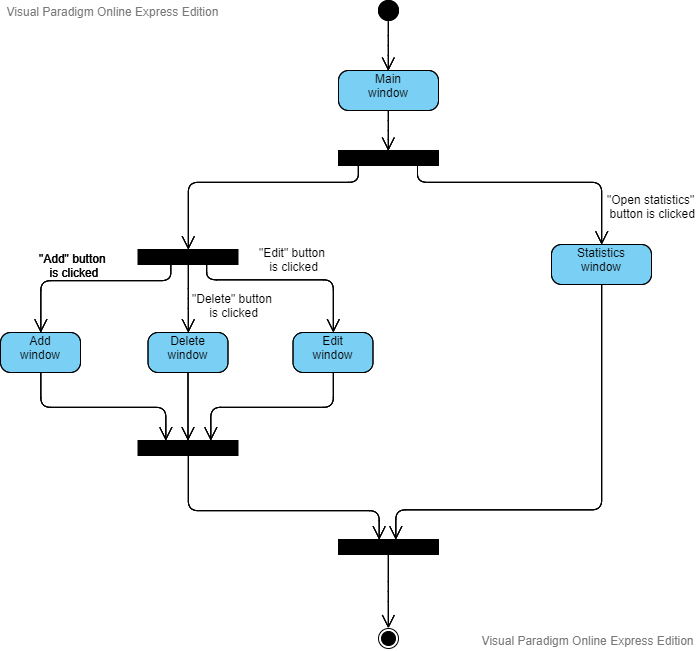 Visual Paradigm Online Express Edition
Main
window
"Open statistics"
button is clicked
"Add" button
is clicked
"Edit" button
is clicked
Statistics
window
"Delete" button
is clicked
Add
window
Delete
window
Edit
window
Visual Paradigm Online Express Edition